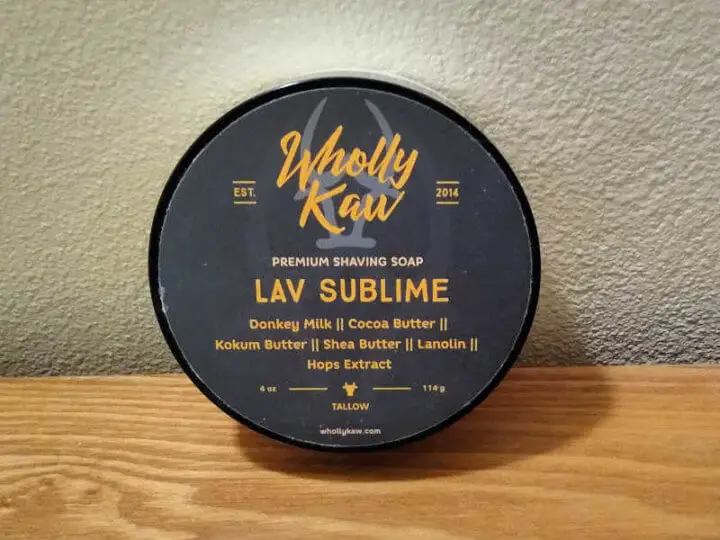 Wholly
Kaw
EST. 2014
PREMIUM SHAVING SOAP
LAV SUBLIME
Donkey Milk || Cocoa Butter ||
Kokum Butter || Shea Butter || Lanolin ||
Hops Extract
4 oz 114 g
TALLOW
whollykaw.com